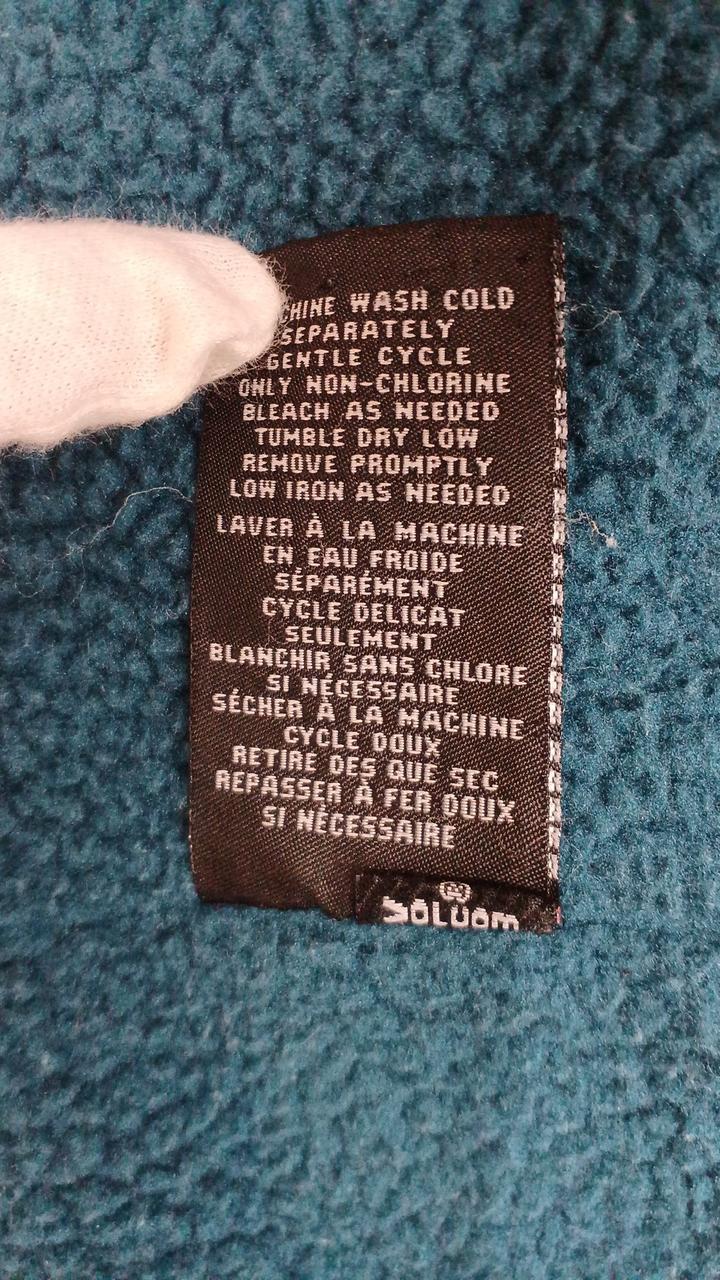 CHINE WASH COLD
SEPARATELY
GENTLE CYCLE
ONLY NON-CHLORINE
BLEACH AS NEEDED
TUMBLE DRY LOW
REMOVE PROMPTLY
LOW IRON AS NEEDED
LAVER À LA MACHINE
EN EAU FROIDE
SÉPARÉMENT
CYCLE DELICAT
SEULEMENT
BLANCHIR SANS CHLORE
SI NÉCESSAIRE
SÉCHER À LA MACHINE
CYCLE DOUX
RETIRE DES QUE SEC
REPASSER À FER DOUX
SI NÉCESSAIRE